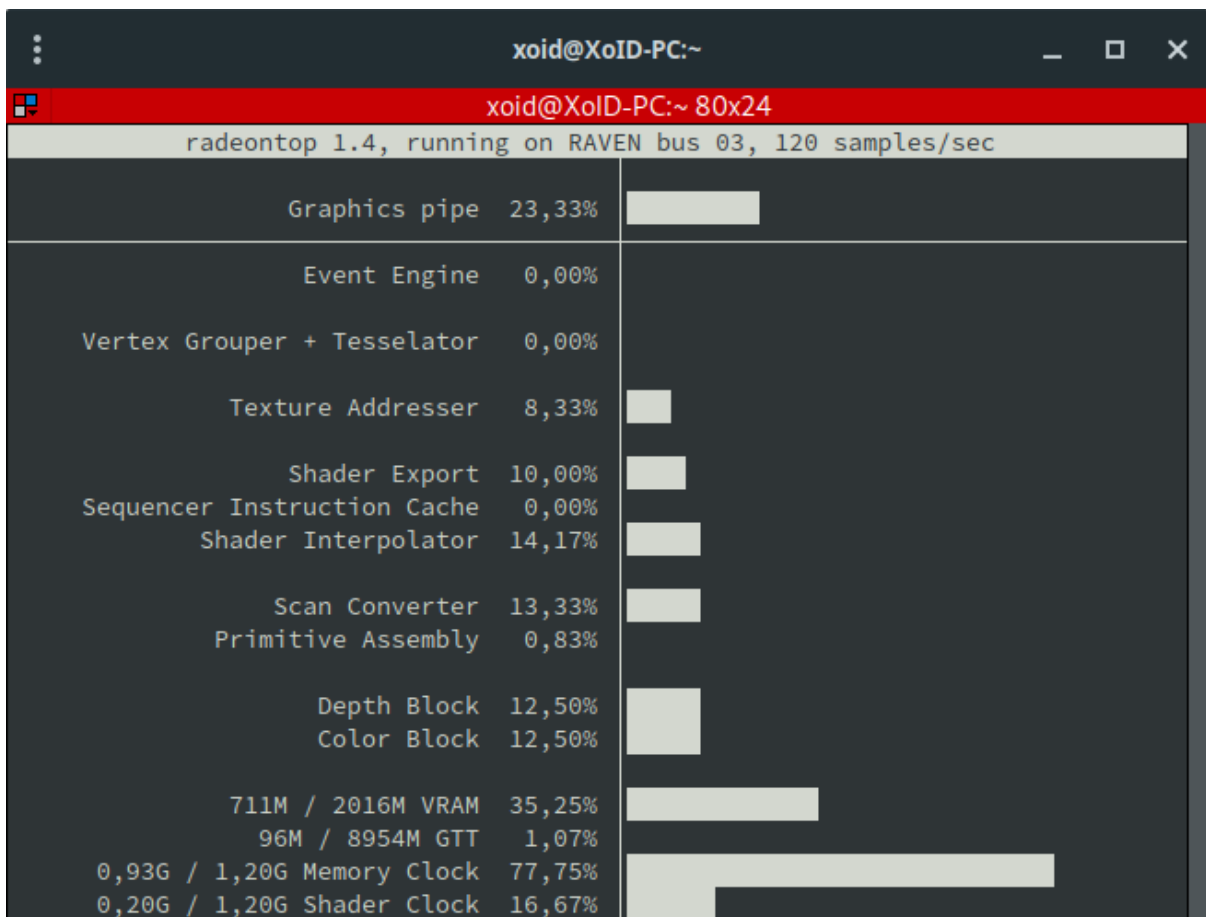 xoid@XoID-PC:~
xoid@XoID-PC:~ 80x24
radeontop 1.4, running on RAVEN bus 03, 120 samples/sec
Graphics pipe 23,33%
Event Engine 0,00%
Vertex Grouper + Tesselator 0,00%
Texture Addresser 8,33%
Shader Export 10,00%
Sequencer Instruction Cache 0,00%
Shader Interpolator 14,17%
Scan Converter 13,33%
Primitive Assembly 0,83%
Depth Block 12,50%
Color Block 12,50%
711M / 2016M VRAM 35,25%
96M / 8954M GTT 1,07%
0,93G / 1,20G Memory Clock 77,75%
0,20G / 1,20G Shader Clock 16,67%